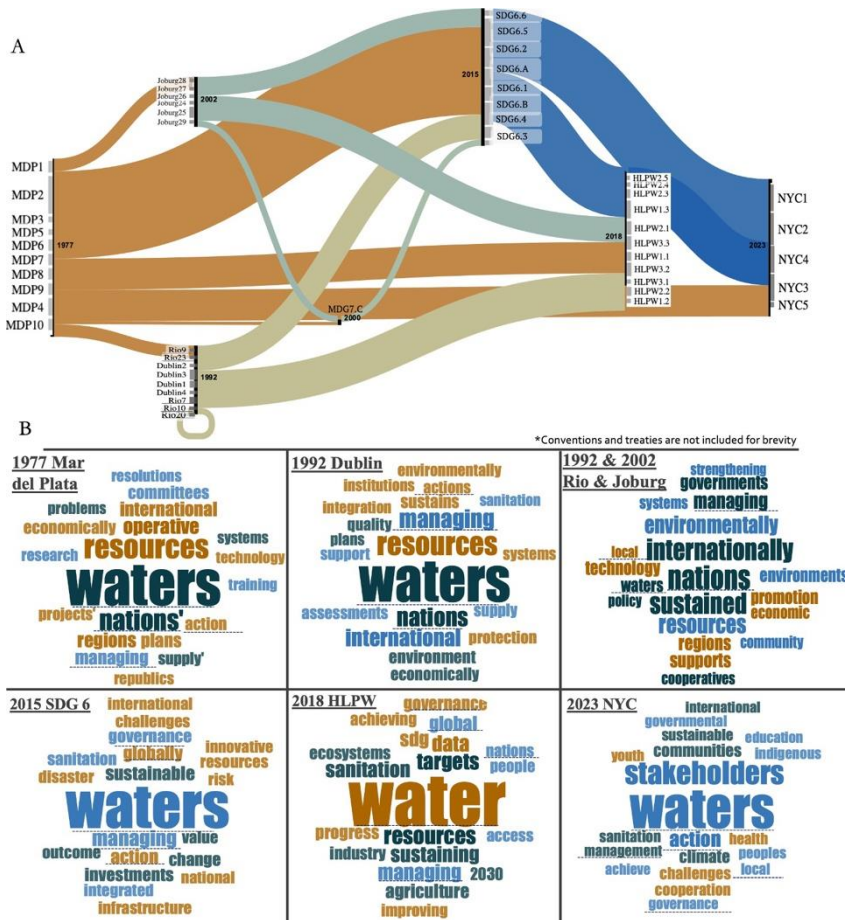 A
Joburg28
Joburg27
Joburg26
Joburg24
Joburg25
Joburg29
2002
MDP1
MDP2
MDP3
MDP5
MDP6
MDP7
MDP8
MDP9
MDP4
MDP10
1977
Rio9
Rio23
Dublin2
Dublin3
Dublin1
Dublin4
Rio7
Rio10
Rio20
1992
MDG7.C
2000
SDG6.6
SDG6.5
SDG6.2
SDG6.A
SDG6.1
SDG6.B
SDG6.4
SDG6.3
2015
HLPW2.5
HLPW2.4
HLPW2.3
HLPW1.3
HLPW2.1
HLPW3.3
HLPW1.1
HLPW3.2
HLPW3.1
HLPW2.2
HLPW1.2
2018
NYC1
NYC2
NYC4
NYC3
NYC5
2023
B
*Conventions and treaties are not included for brevity
1977 Mar
del Plata
resolutions
committees
problems
international
economically
operative
research
resources
systems
technology
waters
training
projects'
nations'
action
regions plans
managing
supply'
republics
1992 Dublin
environmentally
institutions
actions
integration
sustains
sanitation
quality
managing
plans
support
resources
systems
waters
assessments
nations
supply
international
protection
environment
economically
1992 & 2002
Rio & Joburg
strengthening
governments
systems
managing
environmentally
local
internationally
technology
waters
nations
environments
policy
sustained
promotion
economic
resources
regions
community
supports
cooperatives
2015 SDG 6
international
challenges
governance
sanitation
globally
innovative
resources
disaster
sustainable
risk
waters
managing
value
outcome
action
change
investments
national
integrated
infrastructure
2018 HLPW
governance
achieving
global
sdg
data
ecosystems
targets
nations
sanitation
people
water
progress
resources
access
industry
sustaining
managing
2030
agriculture
improving
2023 NYC
international
governmental
sustainable
education
youth
communities
indigenous
stakeholders
waters
sanitation
action
health
management
climate
peoples
achieve
challenges
local
cooperation
governance